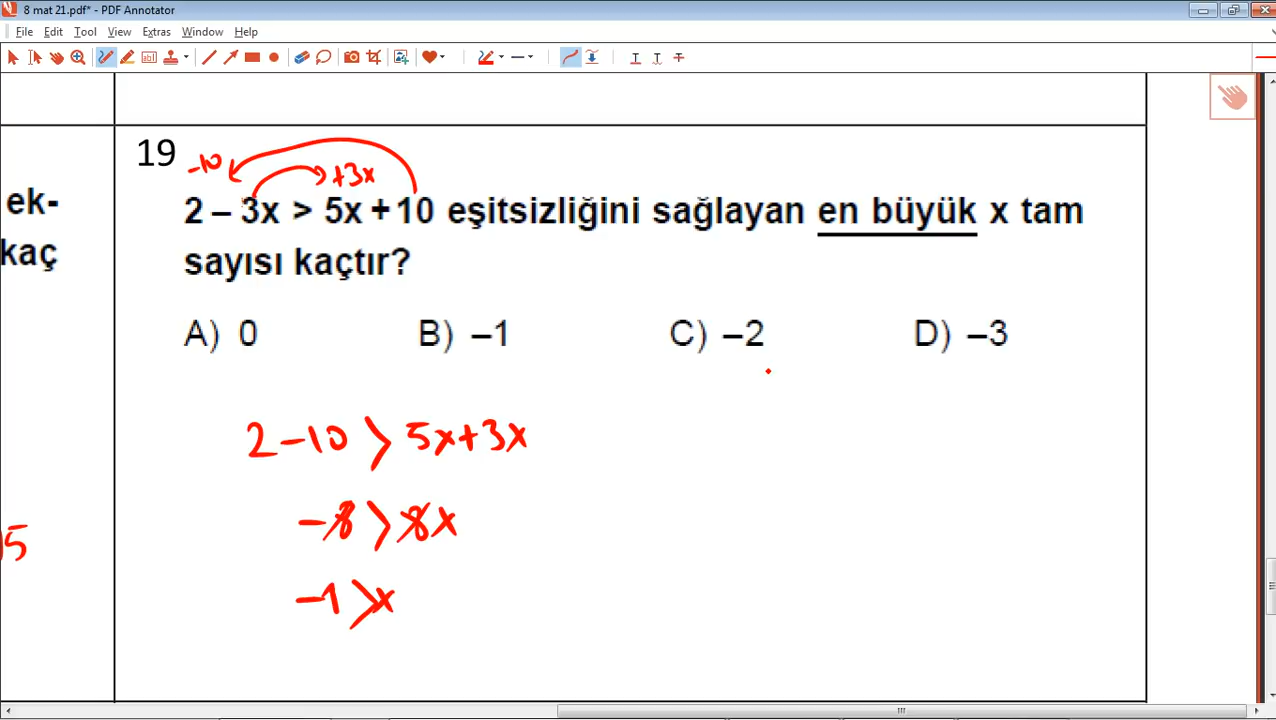 8 mat 21.pdf* - PDF Annotator
File Edit Tool View Extras Window Help
19
-10
+3x
2 – 3x > 5x + 10 eşitsizliğini sağlayan en büyük x tam
sayısı kaçtır?
A) 0 B) –1 C) –2 D) –3
ek-
kaç
2 - 10 > 5x + 3x
-8 > 8x
-1 > x
5